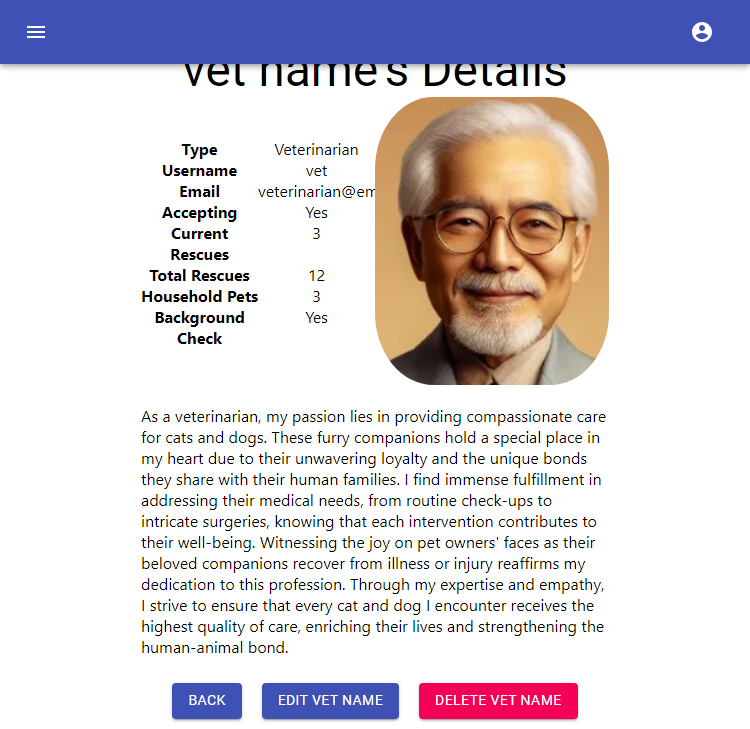 Vet name's Details
Type Veterinarian
Username vet
Email veterinarian@em
Accepting Yes
Current 3
Rescues
Total Rescues 12
Household Pets 3
Background Yes
Check
As a veterinarian, my passion lies in providing compassionate care
for cats and dogs. These furry companions hold a special place in
my heart due to their unwavering loyalty and the unique bonds
they share with their human families. I find immense fulfillment in
addressing their medical needs, from routine check-ups to
intricate surgeries, knowing that each intervention contributes to
their well-being. Witnessing the joy on pet owners' faces as their
beloved companions recover from illness or injury reaffirms my
dedication to this profession. Through my expertise and empathy,
I strive to ensure that every cat and dog I encounter receives the
highest quality of care, enriching their lives and strengthening the
human-animal bond.
BACK EDIT VET NAME DELETE VET NAME